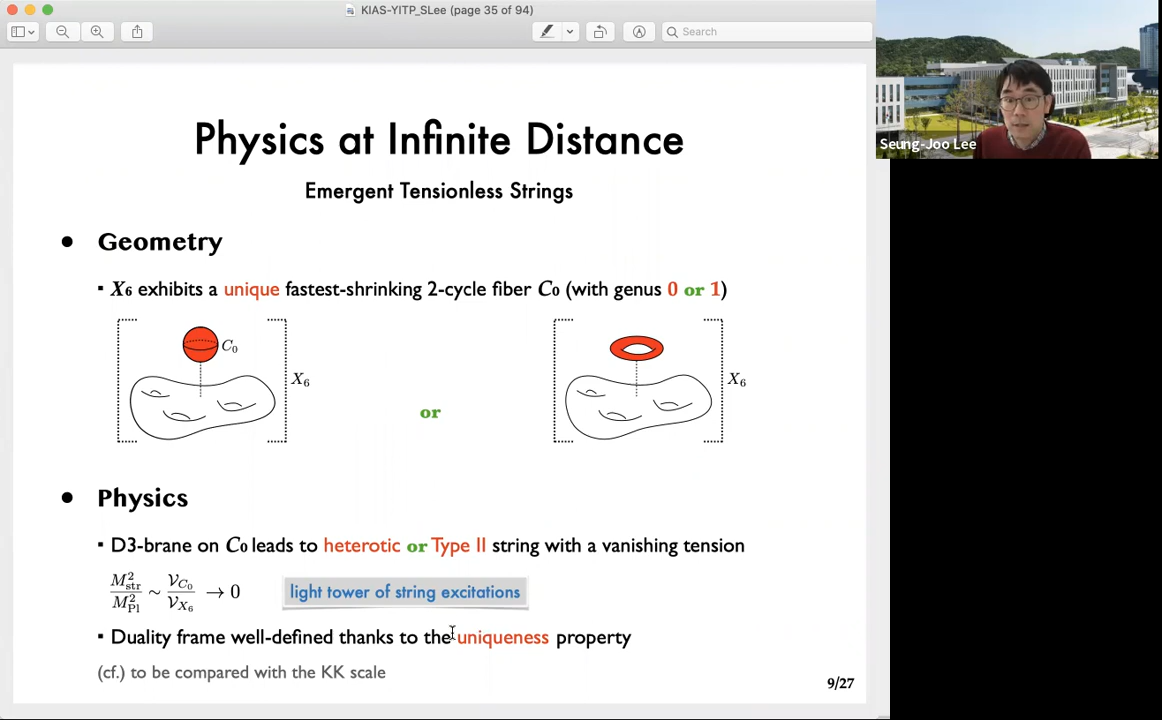 KIAS-YITP_SLee (page 35 of 94)
Search
Seung-Joo Lee
Physics at Infinite Distance
Emergent Tensionless Strings
• Geometry
▪ X₆ exhibits a unique fastest-shrinking 2-cycle fiber C₀ (with genus 0 or 1)
C₀
X₆
or
X₆
• Physics
▪ D3-brane on C₀ leads to heterotic or Type II string with a vanishing tension
M²_str / M²_Pl ~ 𝒱_C₀ / 𝒱_X₆ → 0
light tower of string excitations
▪ Duality frame well-defined thanks to the uniqueness property
(cf.) to be compared with the KK scale
9/27